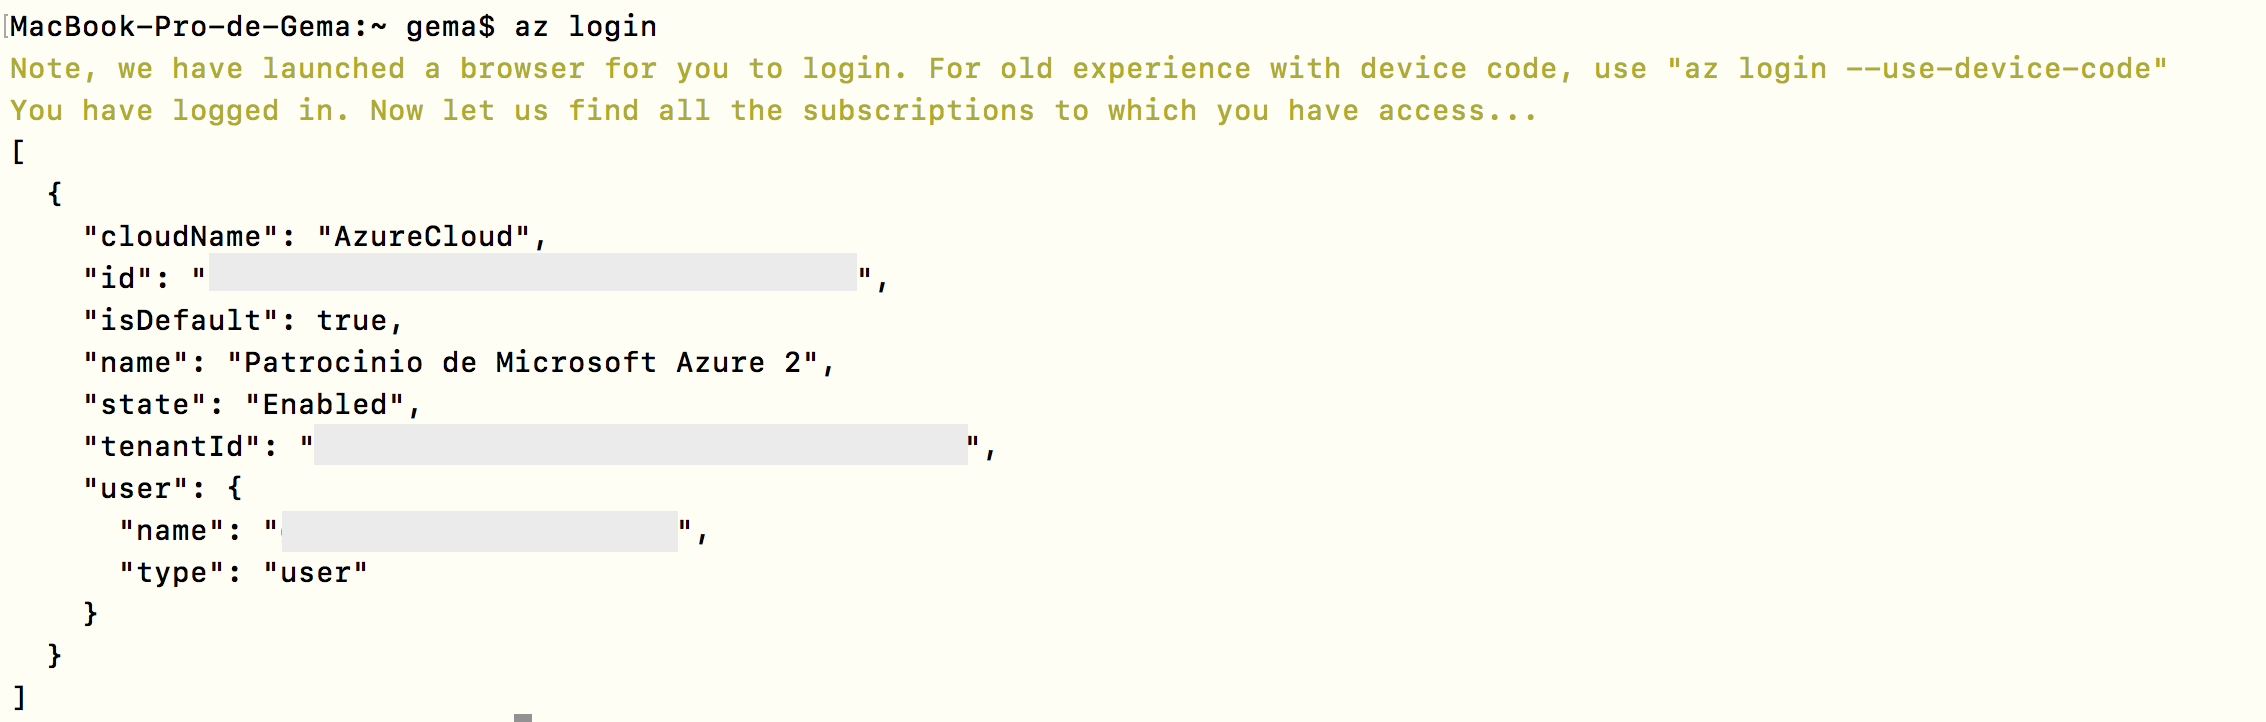 MacBook-Pro-de-Gema:~ gema$ az login
Note, we have launched a browser for you to login. For old experience with device code, use "az login --use-device-code"
You have logged in. Now let us find all the subscriptions to which you have access...
[
  {
    "cloudName": "AzureCloud",
    "id": "",
    "isDefault": true,
    "name": "Patrocinio de Microsoft Azure 2",
    "state": "Enabled",
    "tenantId": "",
    "user": {
      "name": "",
      "type": "user"
    }
  }
]